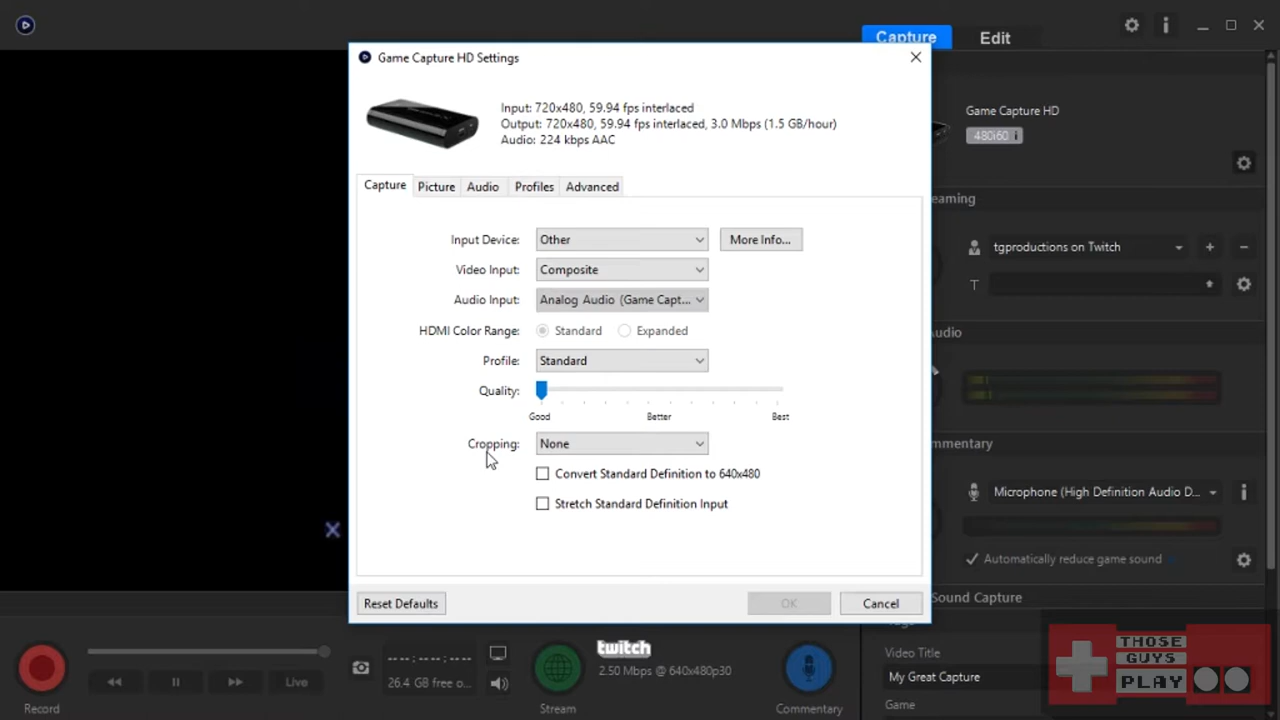 Capture
Edit
Game Capture HD Settings
Input: 720x480, 59.94 fps interlaced
Output: 720x480, 59.94 fps interlaced, 3.0 Mbps (1.5 GB/hour)
Audio: 224 kbps AAC
Capture
Picture
Audio
Profiles
Advanced
Input Device:
Other
More Info...
Video Input:
Composite
Audio Input:
Analog Audio (Game Capt...
HDMI Color Range:
Standard
Expanded
Profile:
Standard
Quality:
Good
Better
Best
Cropping:
None
Convert Standard Definition to 640x480
Stretch Standard Definition Input
Reset Defaults
OK
Cancel
Game Capture HD
480i60 i
eaming
tgproductions on Twitch
T
Audio
mmentary
Microphone (High Definition Audio D...
Automatically reduce game sound
Sound Capture
Record
Live
--:--:--
26.4 GB free o...
twitch
2.50 Mbps @ 640x480p30
Stream
Commentary
Video Title
My Great Capture
Game
THOSE
GUYS
PLAY